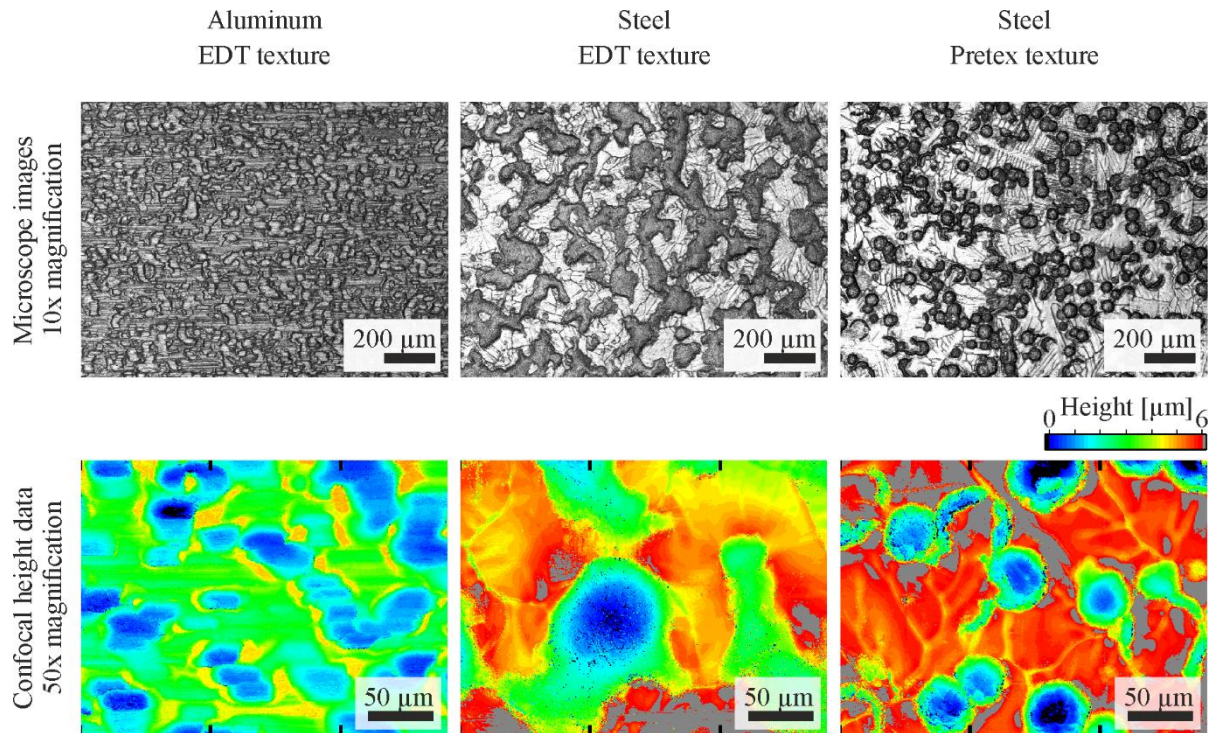 Aluminum
EDT texture
Steel
EDT texture
Steel
Pretex texture
Microscope images
10x magnification
200 µm
200 µm
200 µm
0 Height [µm] 6
Confocal height data
50x magnification
50 µm
50 µm
50 µm